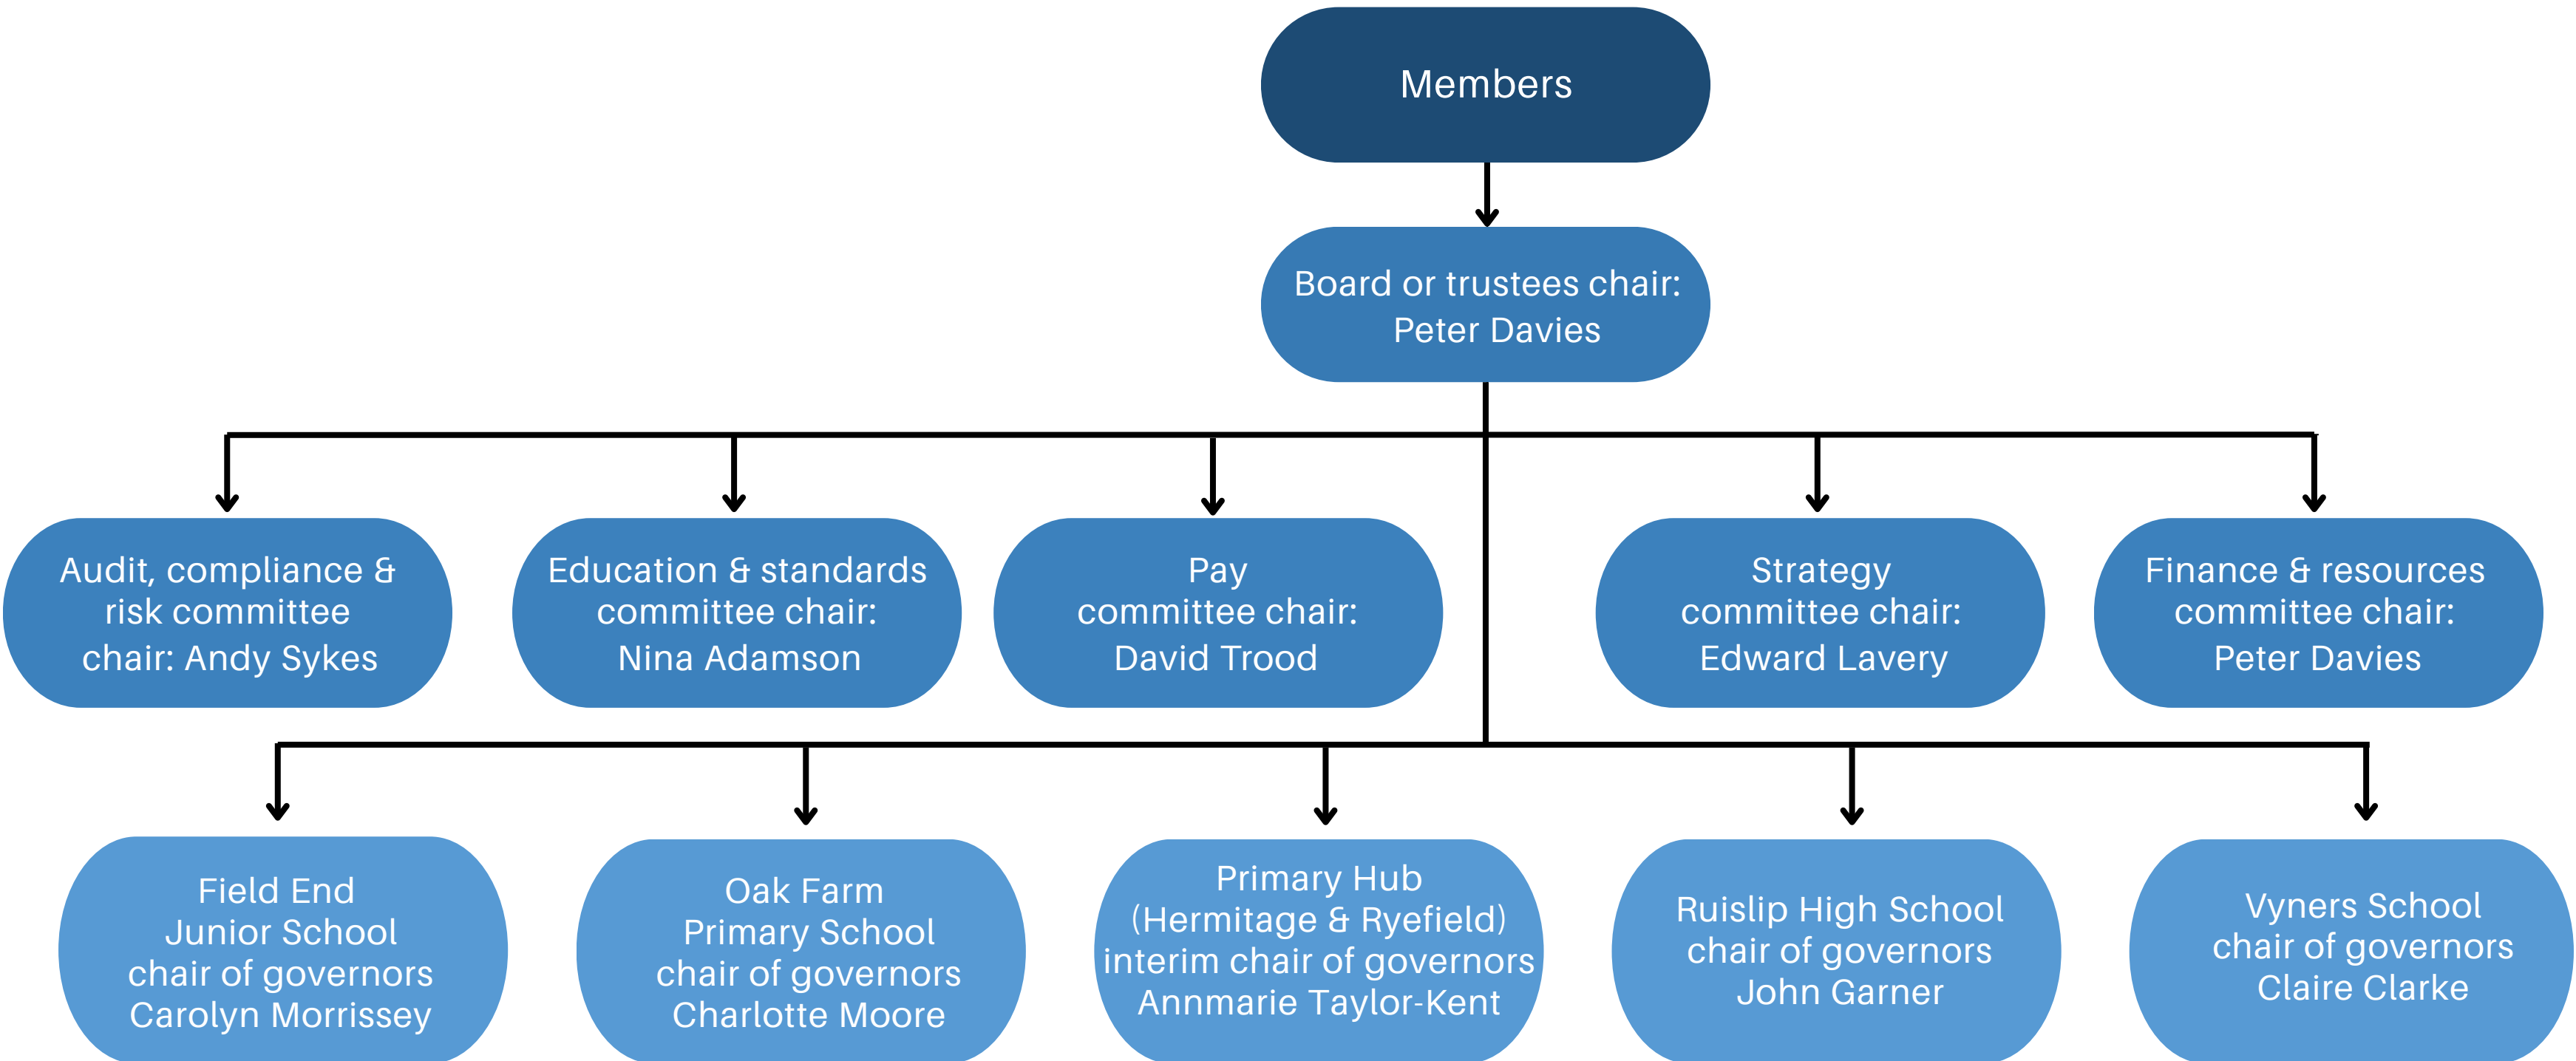 Members
Board or trustees chair:
Peter Davies
Audit, compliance &
risk committee
chair: Andy Sykes
Education & standards
committee chair:
Nina Adamson
Pay
committee chair:
David Trood
Strategy
committee chair:
Edward Lavery
Finance & resources
committee chair:
Peter Davies
Field End
Junior School
chair of governors
Carolyn Morrissey
Oak Farm
Primary School
chair of governors
Charlotte Moore
Primary Hub
(Hermitage & Ryefield)
interim chair of governors
Annmarie Taylor-Kent
Ruislip High School
chair of governors
John Garner
Vyners School
chair of governors
Claire Clarke